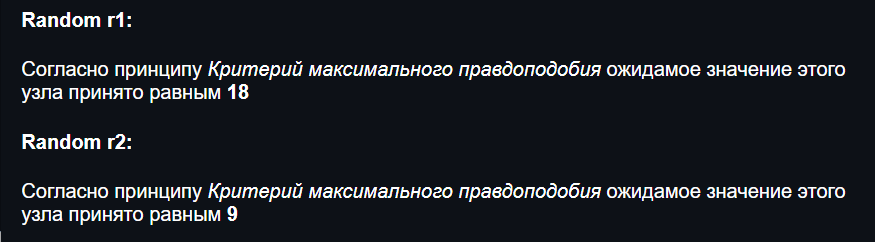 Random r1:
Согласно принципу Критерий максимального правдоподобия ожидамое значение этого
узла принято равным 18
Random r2:
Согласно принципу Критерий максимального правдоподобия ожидамое значение этого
узла принято равным 9